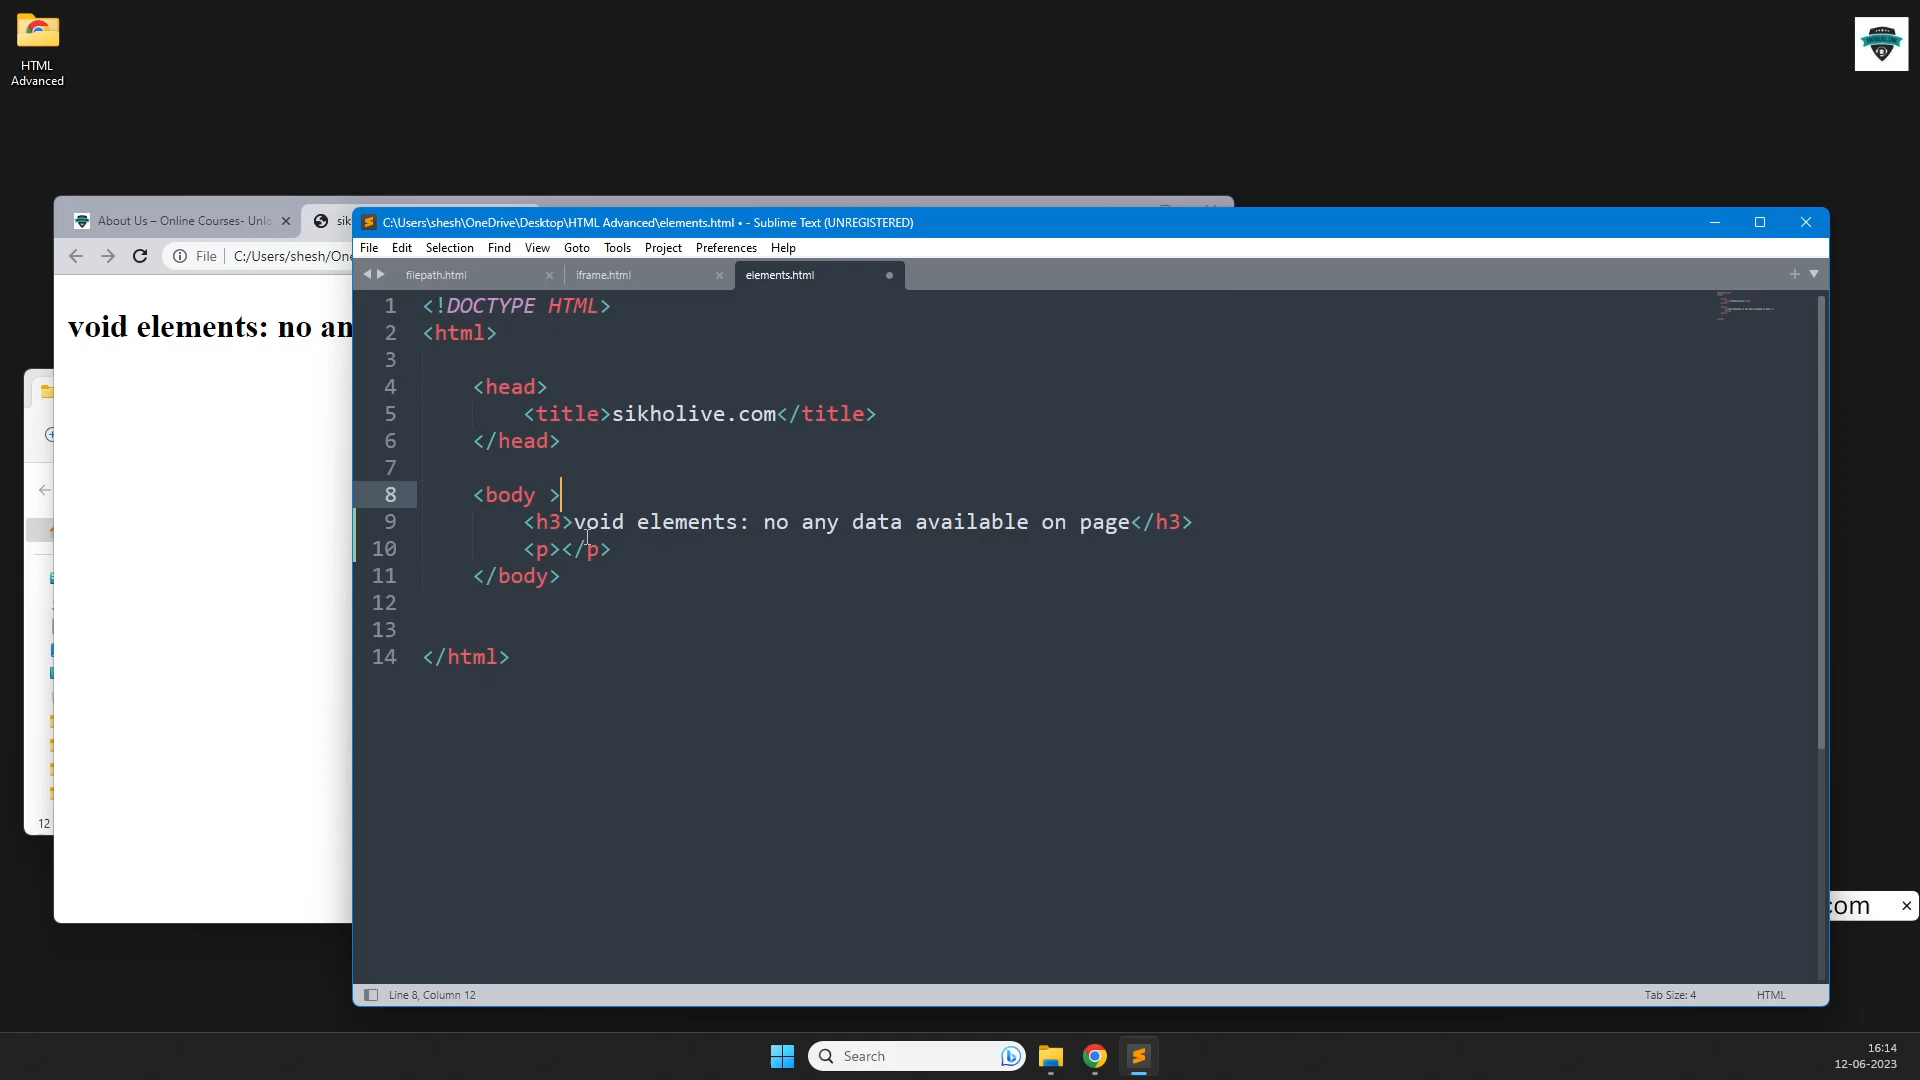 HTML
Advanced
About Us – Online Courses- Unlo
sik
File
C:/Users/shesh/One
void elements: no an
12
C:\Users\shesh\OneDrive\Desktop\HTML Advanced\elements.html • - Sublime Text (UNREGISTERED)
File Edit Selection Find View Goto Tools Project Preferences Help
filepath.html
iframe.html
elements.html
1 <!DOCTYPE HTML>
2 <html>
3
4 <head>
5 <title>sikholive.com</title>
6 </head>
7
8 <body >
9 <h3>void elements: no any data available on page</h3>
10 <p></p>
11 </body>
12
13
14 </html>
com
Line 8, Column 12
Tab Size: 4
HTML
Search
16:14
12-06-2023